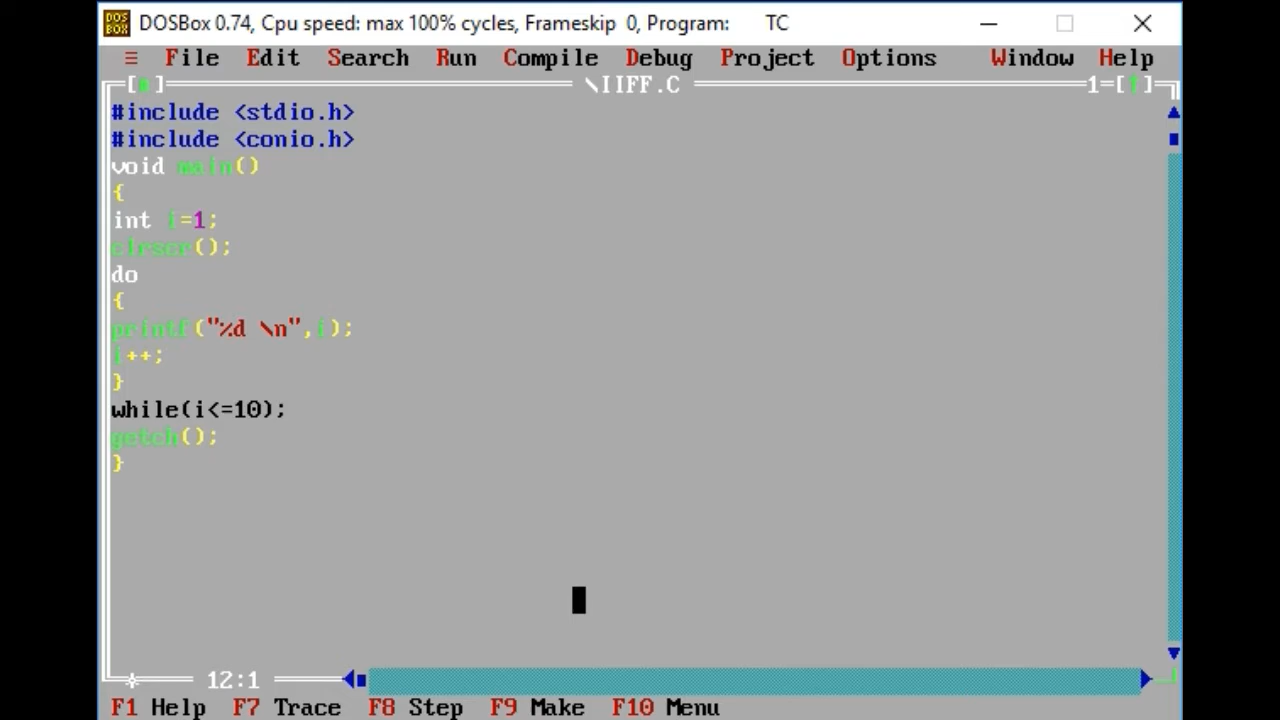 DOSBox 0.74, Cpu speed: max 100% cycles, Frameskip 0, Program: TC
≡ File Edit Search Run Compile Debug Project Options Window Help
\IIFF.C 1=[↑]
#include <stdio.h>
#include <conio.h>
void main()
{
int i=1;
clrscr();
do
{
printf("%d \n",i);
i++;
}
while(i<=10);
getch();
}
12:1
F1 Help F7 Trace F8 Step F9 Make F10 Menu